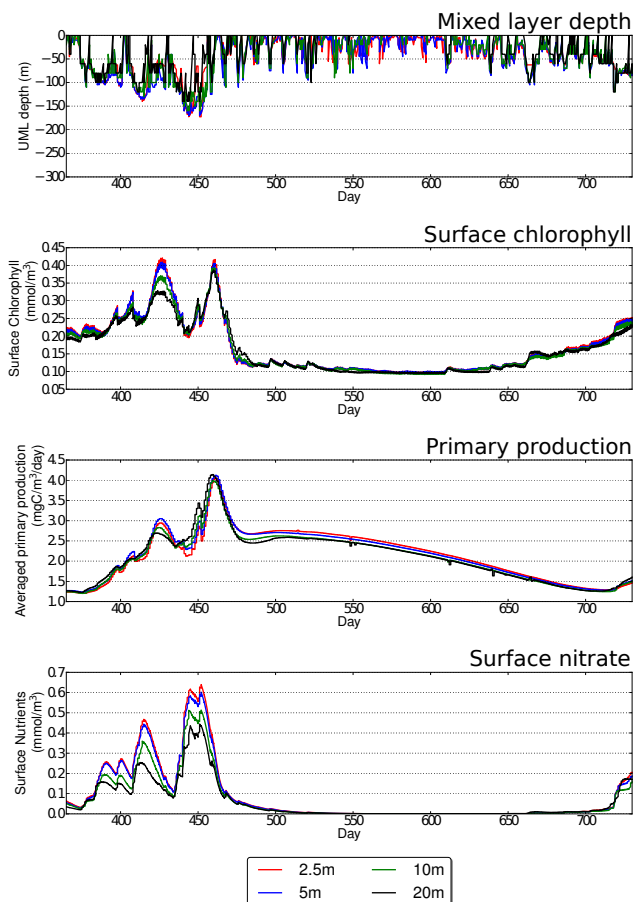 Mixed layer depth
UML depth (m)
0
−50
−100
−150
−200
−250
−300
400 450 500 550 600 650 700
Day
Surface chlorophyll
Surface Chlorophyll
(mmol/m³)
0.45
0.40
0.35
0.30
0.25
0.20
0.15
0.10
0.05
400 450 500 550 600 650 700
Day
Primary production
Averaged primary production
(mgC/m³/day)
4.5
4.0
3.5
3.0
2.5
2.0
1.5
1.0
400 450 500 550 600 650 700
Day
Surface nitrate
Surface Nutrients
(mmol/m³)
0.7
0.6
0.5
0.4
0.3
0.2
0.1
0.0
400 450 500 550 600 650 700
Day
2.5m 10m
5m 20m